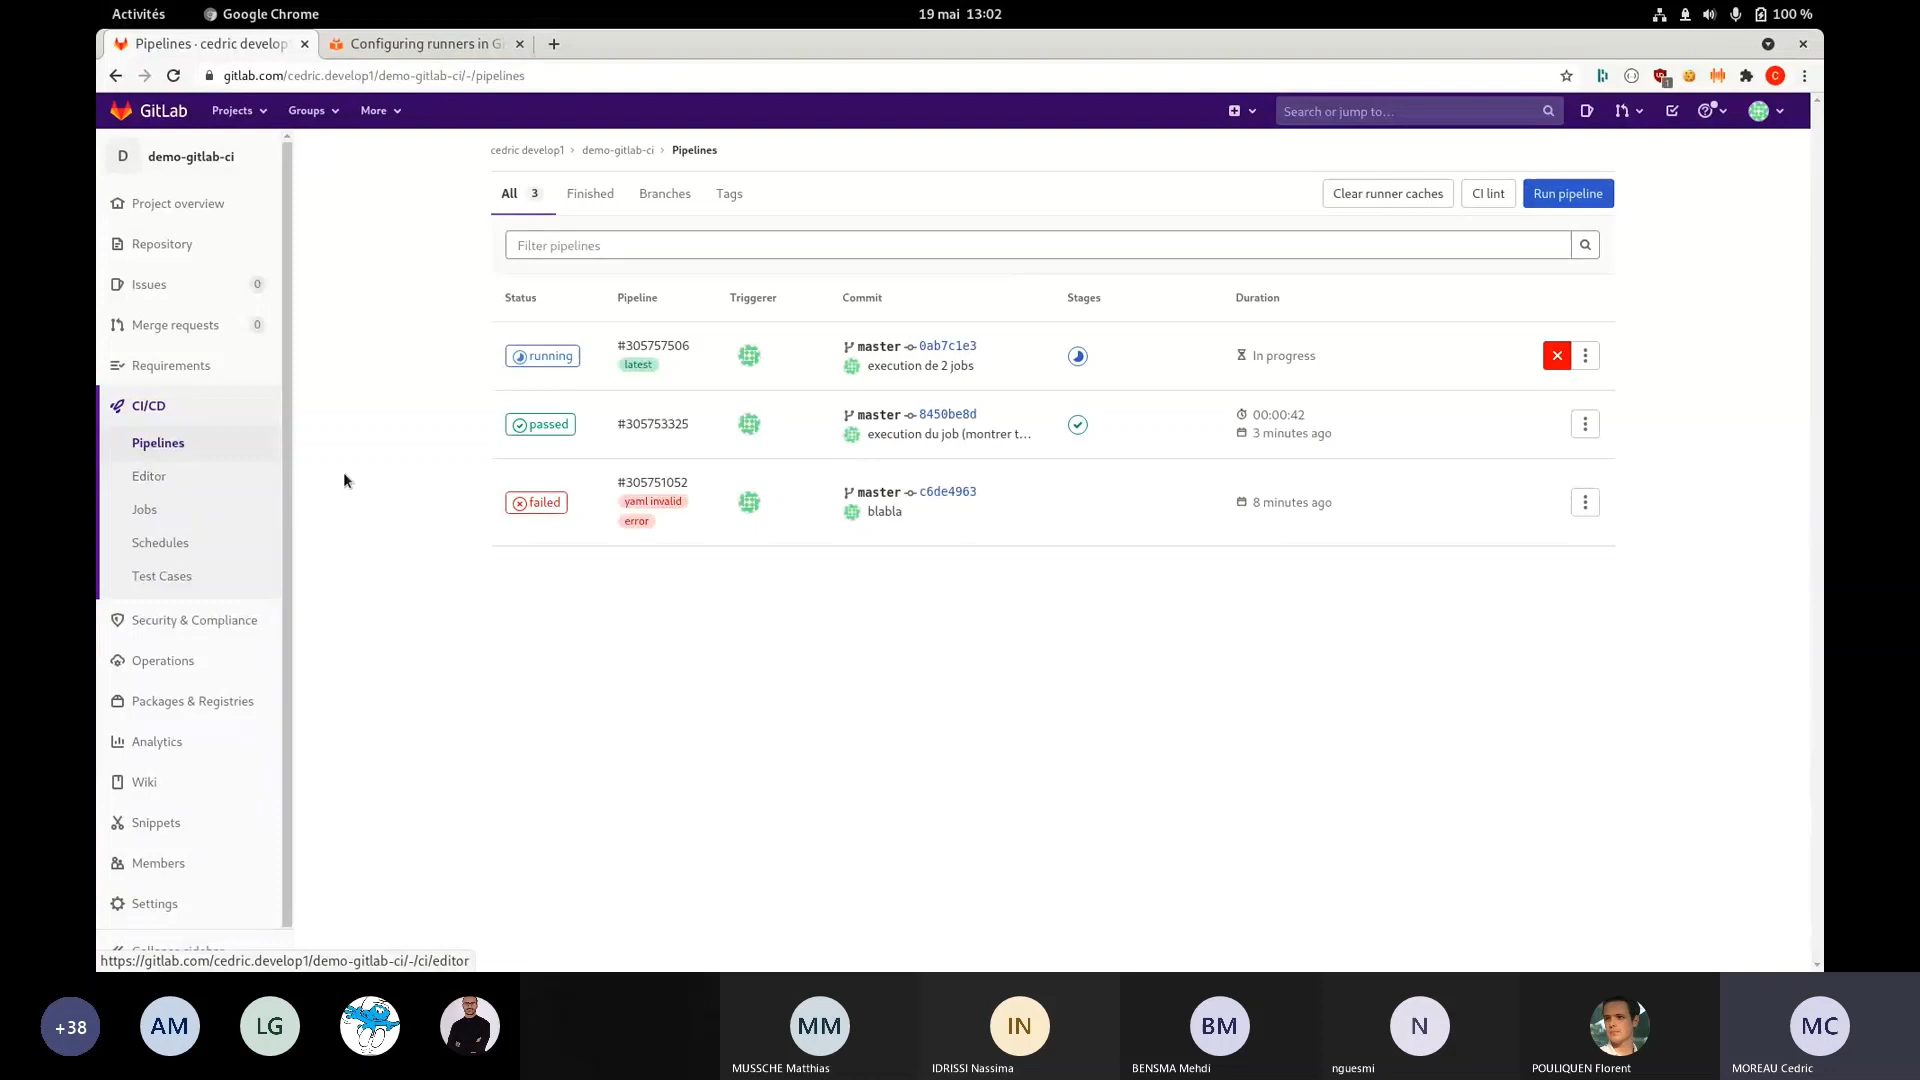 Activités
Google Chrome
19 mai 13:02
100 %
Pipelines · cedric develop
Configuring runners in G
gitlab.com/cedric.develop1/demo-gitlab-ci/-/pipelines
C
1
GitLab
Projects
Groups
More
Search or jump to...
D
demo-gitlab-ci
Project overview
Repository
Issues 0
Merge requests 0
Requirements
CI/CD
Pipelines
Editor
Jobs
Schedules
Test Cases
Security & Compliance
Operations
Packages & Registries
Analytics
Wiki
Snippets
Members
Settings
Collapse sidebar
https://gitlab.com/cedric.develop1/demo-gitlab-ci/-/ci/editor
cedric develop1 › demo-gitlab-ci › Pipelines
All 3
Finished
Branches
Tags
Clear runner caches
CI lint
Run pipeline
Filter pipelines
Status
Pipeline
Triggerer
Commit
Stages
Duration
running
#305757506
latest
master 0ab7c1e3
execution de 2 jobs
In progress
passed
#305753325
master 8450be8d
execution du job (montrer t...
00:00:42
3 minutes ago
failed
#305751052
yaml invalid
error
master c6de4963
blabla
8 minutes ago
+38
AM
LG
MM
MUSSCHE Matthias
IN
IDRISSI Nassima
BM
BENSMA Mehdi
N
nguesmi
POULIQUEN Florent
MC
MOREAU Cedric